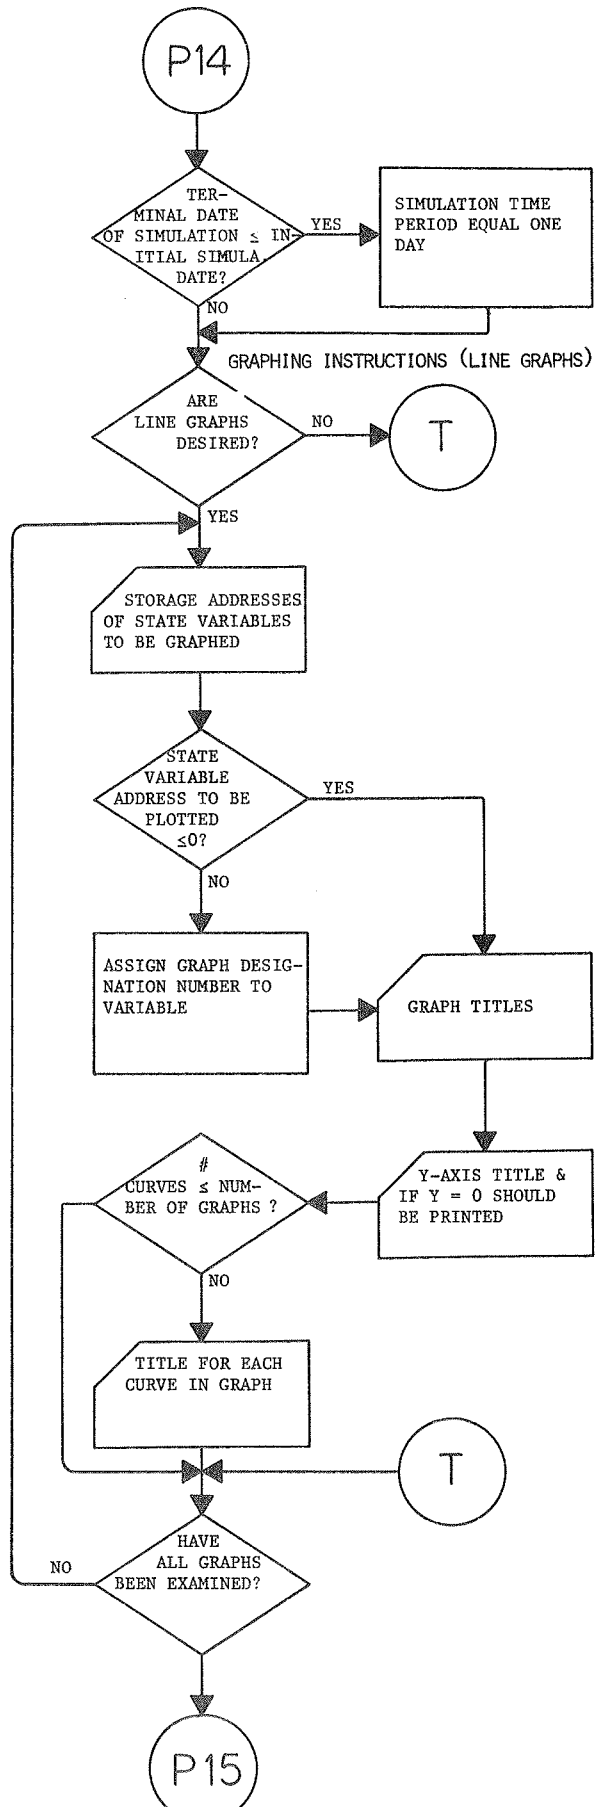 P14
TER-
MINAL DATE
OF SIMULATION ≤ IN-
ITIAL SIMULA.
DATE?
YES
SIMULATION TIME
PERIOD EQUAL ONE
DAY
NO
GRAPHING INSTRUCTIONS (LINE GRAPHS)
ARE
LINE GRAPHS
DESIRED?
NO
T
YES
STORAGE ADDRESSES
OF STATE VARIABLES
TO BE GRAPHED
STATE
VARIABLE
ADDRESS TO BE
PLOTTED
≤0?
YES
NO
ASSIGN GRAPH DESIG-
NATION NUMBER TO
VARIABLE
GRAPH TITLES
Y-AXIS TITLE &
IF Y = 0 SHOULD
BE PRINTED
#
CURVES ≤ NUM-
BER OF GRAPHS ?
NO
TITLE FOR EACH
CURVE IN GRAPH
T
HAVE
ALL GRAPHS
BEEN EXAMINED?
NO
P15